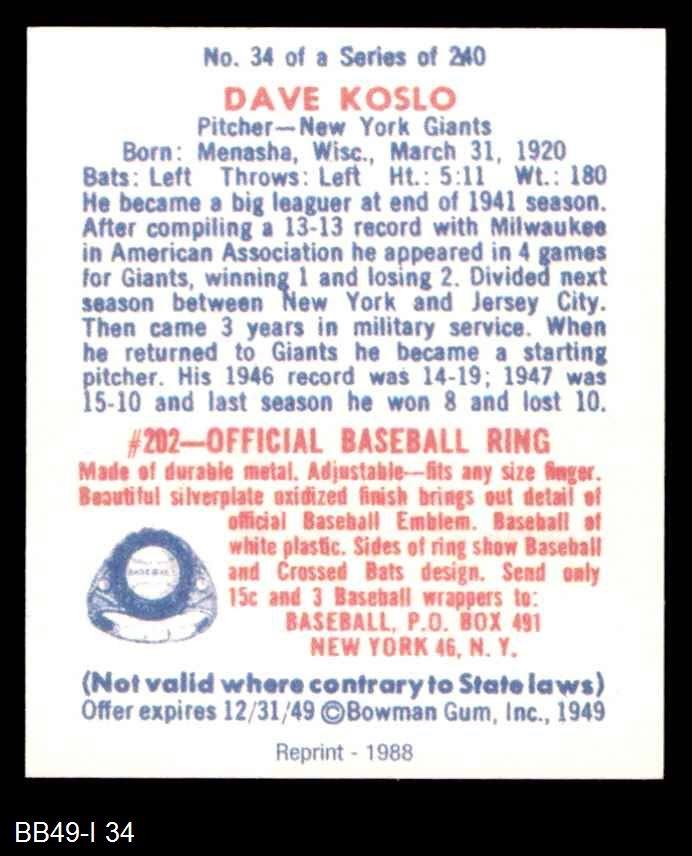 No. 34 of a Series of 240
DAVE KOSLO
Pitcher—New York Giants
Born: Menasha, Wisc., March 31, 1920
Bats: Left Throws: Left Ht.: 5:11 Wt.: 180
He became a big leaguer at end of 1941 season.
After compiling a 13-13 record with Milwaukee
in American Association he appeared in 4 games
for Giants, winning 1 and losing 2. Divided next
season between New York and Jersey City.
Then came 3 years in military service. When
he returned to Giants he became a starting
pitcher. His 1946 record was 14-19; 1947 was
15-10 and last season he won 8 and lost 10.
#202—OFFICIAL BASEBALL RING
Made of durable metal. Adjustable—fits any size finger.
Beautiful silverplate oxidized finish brings out detail of
official Baseball Emblem. Baseball of
white plastic. Sides of ring show Baseball
and Crossed Bats design. Send only
15c and 3 Baseball wrappers to:
BASEBALL, P.O. BOX 491
NEW YORK 46, N. Y.
BASEBALL
(Not valid where contrary to State laws)
Offer expires 12/31/49 ©Bowman Gum, Inc., 1949
Reprint - 1988
BB49-I 34